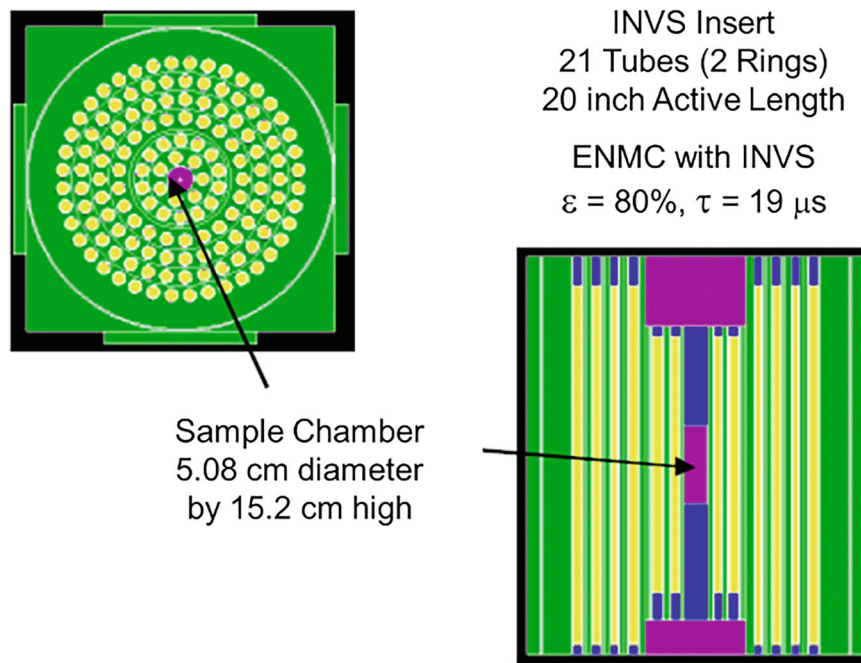 INVS Insert
21 Tubes (2 Rings)
20 inch Active Length
ENMC with INVS
ε = 80%, τ = 19 μs
Sample Chamber
5.08 cm diameter
by 15.2 cm high